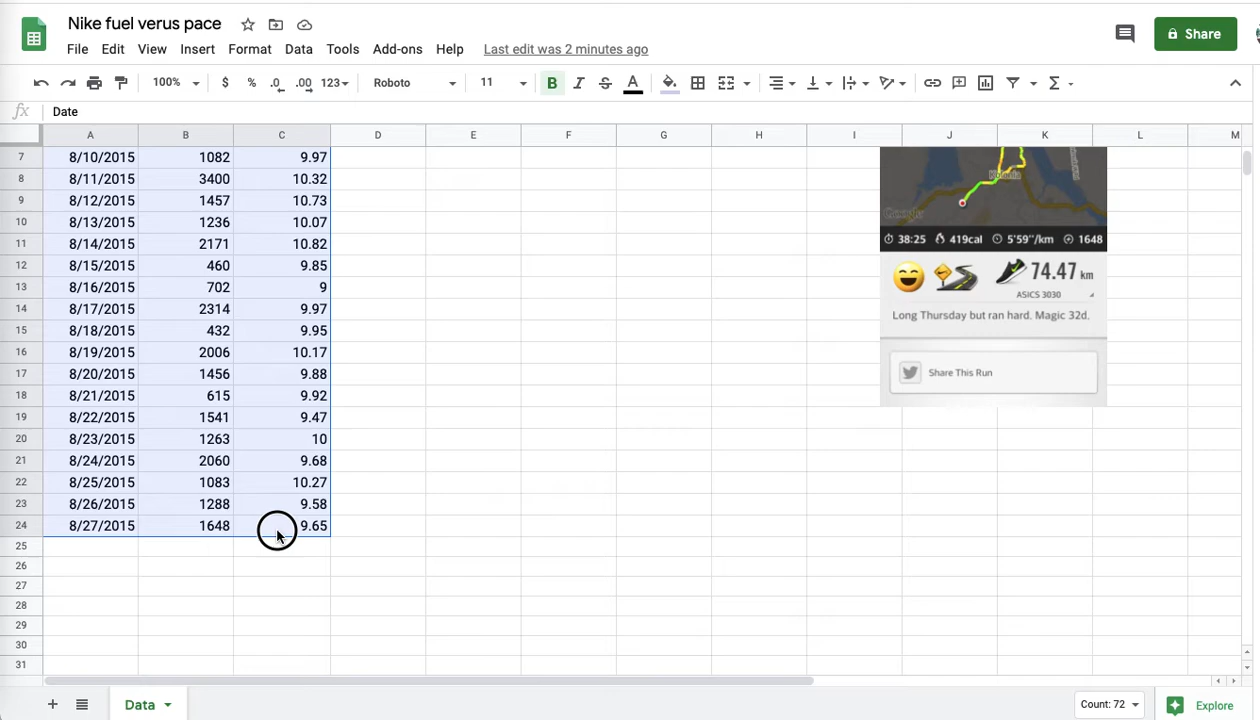 Nike fuel verus pace
File Edit View Insert Format Data Tools Add-ons Help Last edit was 2 minutes ago
Share
100% $ % .0 .00 123 Roboto 11 B I S A Σ
fx Date
A B C D E F G H I J K L M
7 8/10/2015 1082 9.97
8 8/11/2015 3400 10.32
9 8/12/2015 1457 10.73
10 8/13/2015 1236 10.07
11 8/14/2015 2171 10.82
12 8/15/2015 460 9.85
13 8/16/2015 702 9
14 8/17/2015 2314 9.97
15 8/18/2015 432 9.95
16 8/19/2015 2006 10.17
17 8/20/2015 1456 9.88
18 8/21/2015 615 9.92
19 8/22/2015 1541 9.47
20 8/23/2015 1263 10
21 8/24/2015 2060 9.68
22 8/25/2015 1083 10.27
23 8/26/2015 1288 9.58
24 8/27/2015 1648 9.65
25
26
27
28
29
30
31
Google
38:25 419cal 5'59''/km 1648
74.47 km
ASICS 3030
Long Thursday but ran hard. Magic 32d.
Share This Run
Data
Count: 72
Explore